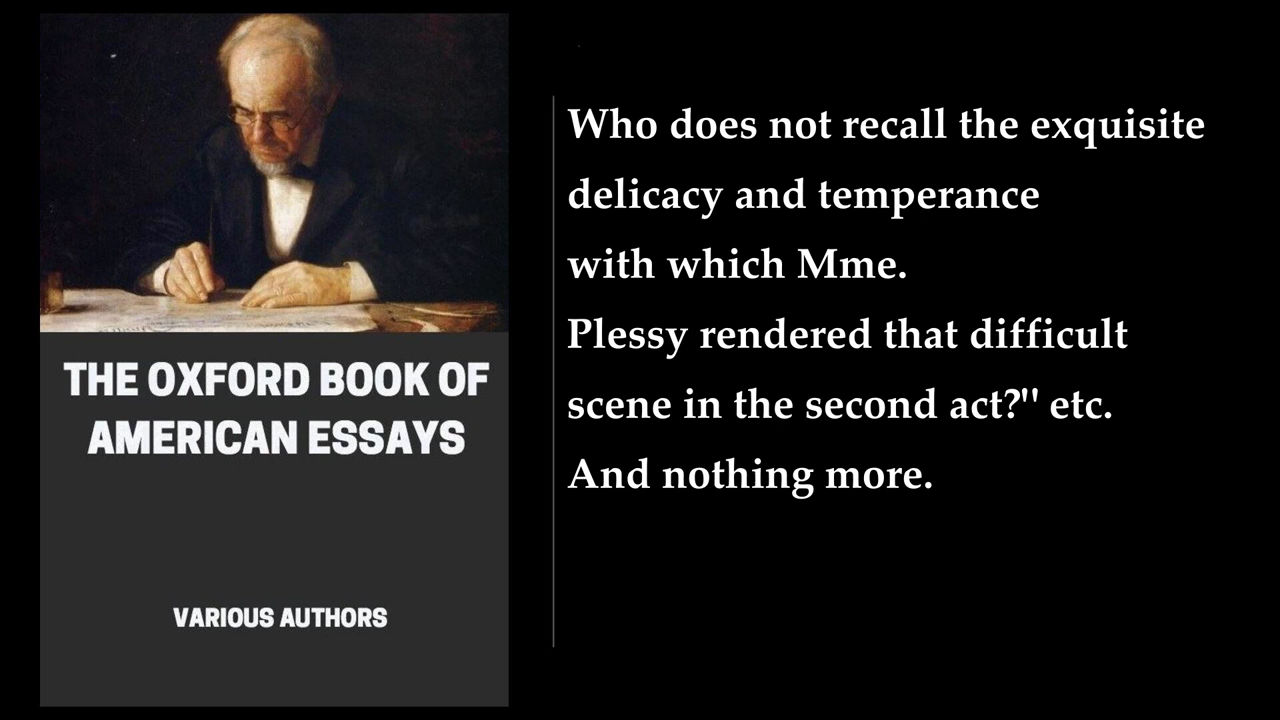 THE OXFORD BOOK OF
AMERICAN ESSAYS
VARIOUS AUTHORS
Who does not recall the exquisite
delicacy and temperance
with which Mme.
Plessy rendered that difficult
scene in the second act?" etc.
And nothing more.